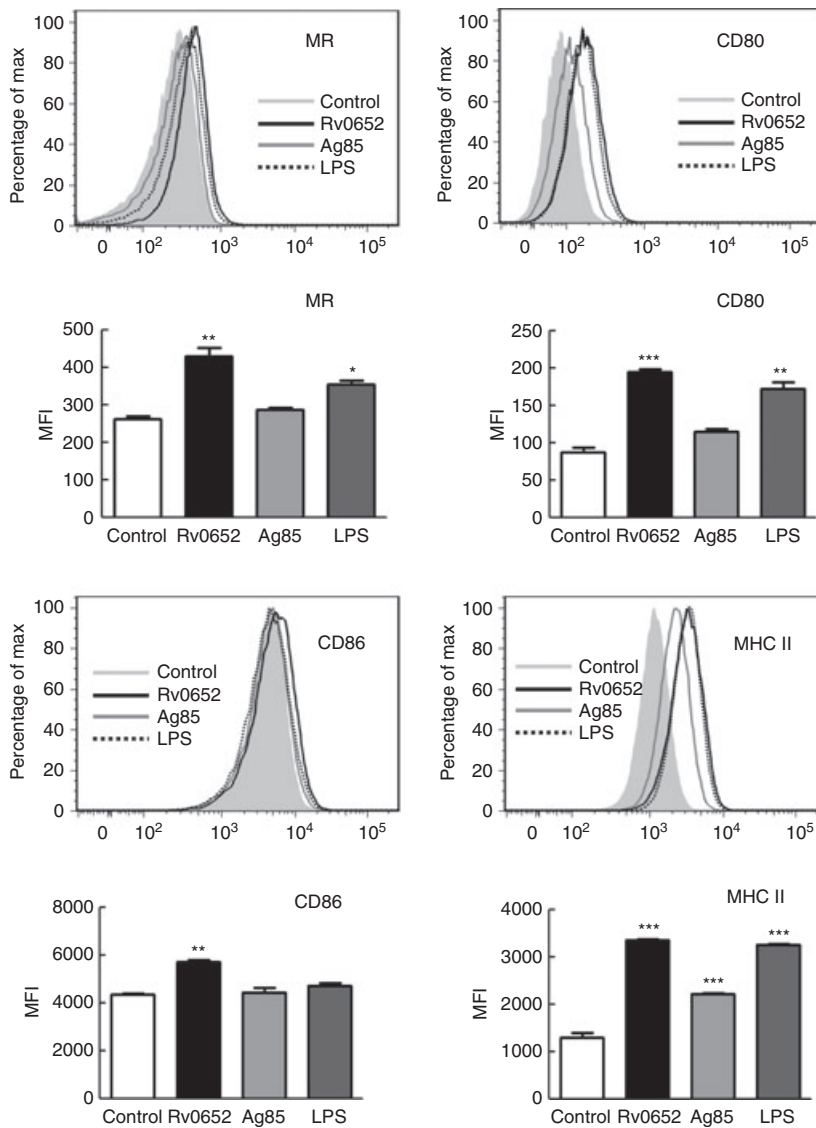 MR
Percentage of max
100
80
60
40
20
0
Control
Rv0652
Ag85
LPS
0 10² 10³ 10⁴ 10⁵
CD80
Percentage of max
100
80
60
40
20
0
Control
Rv0652
Ag85
LPS
0 10² 10³ 10⁴ 10⁵
MR
MFI
500
400
300
200
100
0
**
*
Control Rv0652 Ag85 LPS
CD80
MFI
250
200
150
100
50
0
***
**
Control Rv0652 Ag85 LPS
CD86
Percentage of max
100
80
60
40
20
0
Control
Rv0652
Ag85
LPS
0 10² 10³ 10⁴ 10⁵
MHC II
Percentage of max
100
80
60
40
20
0
Control
Rv0652
Ag85
LPS
0 10² 10³ 10⁴ 10⁵
CD86
MFI
8000
6000
4000
2000
0
**
Control Rv0652 Ag85 LPS
MHC II
MFI
4000
3000
2000
1000
0
***
***
***
Control Rv0652 Ag85 LPS